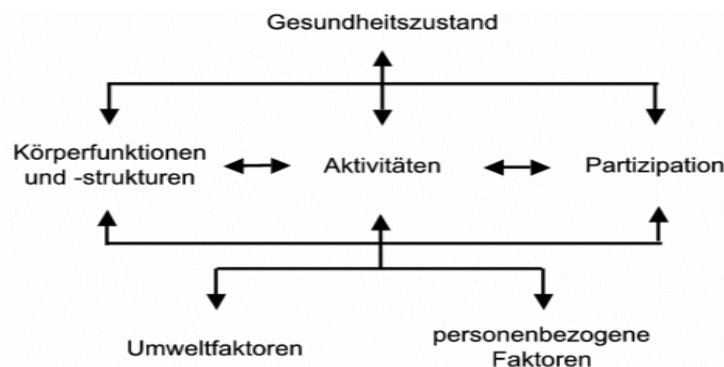 Gesundheitszustand
Körperfunktionen
und -strukturen
Aktivitäten
Partizipation
Umweltfaktoren
personenbezogene
Faktoren